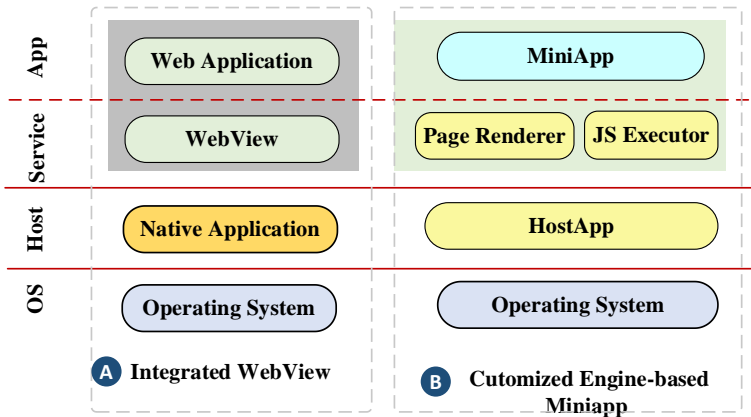 App
Web Application
MiniApp
Service
WebView
Page Renderer
JS Executor
Host
Native Application
HostApp
OS
Operating System
Operating System
A Integrated WebView
B Cutomized Engine-based
Miniapp